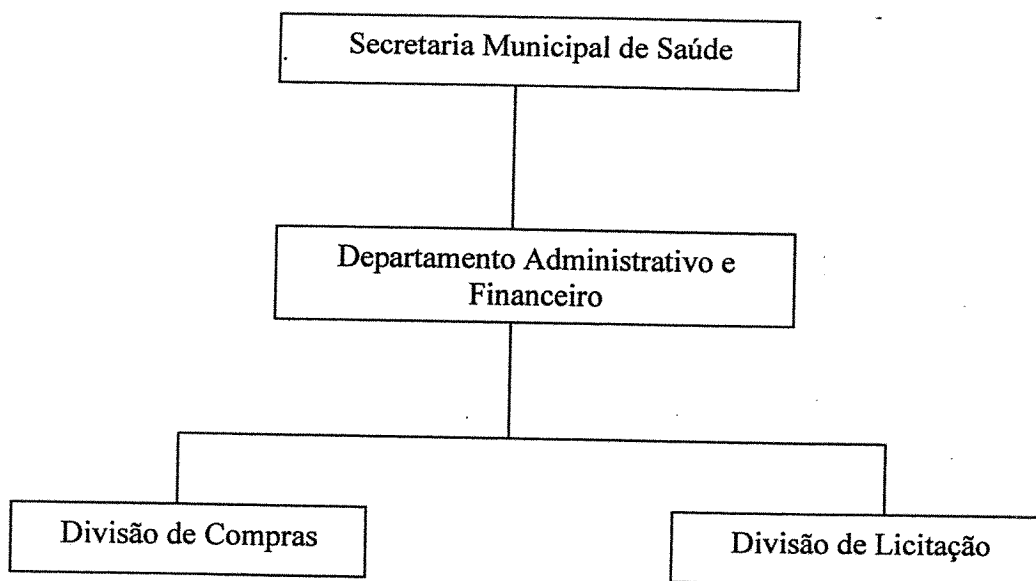 Secretaria Municipal de Saúde
Departamento Administrativo e
Financeiro
Divisão de Compras
Divisão de Licitação